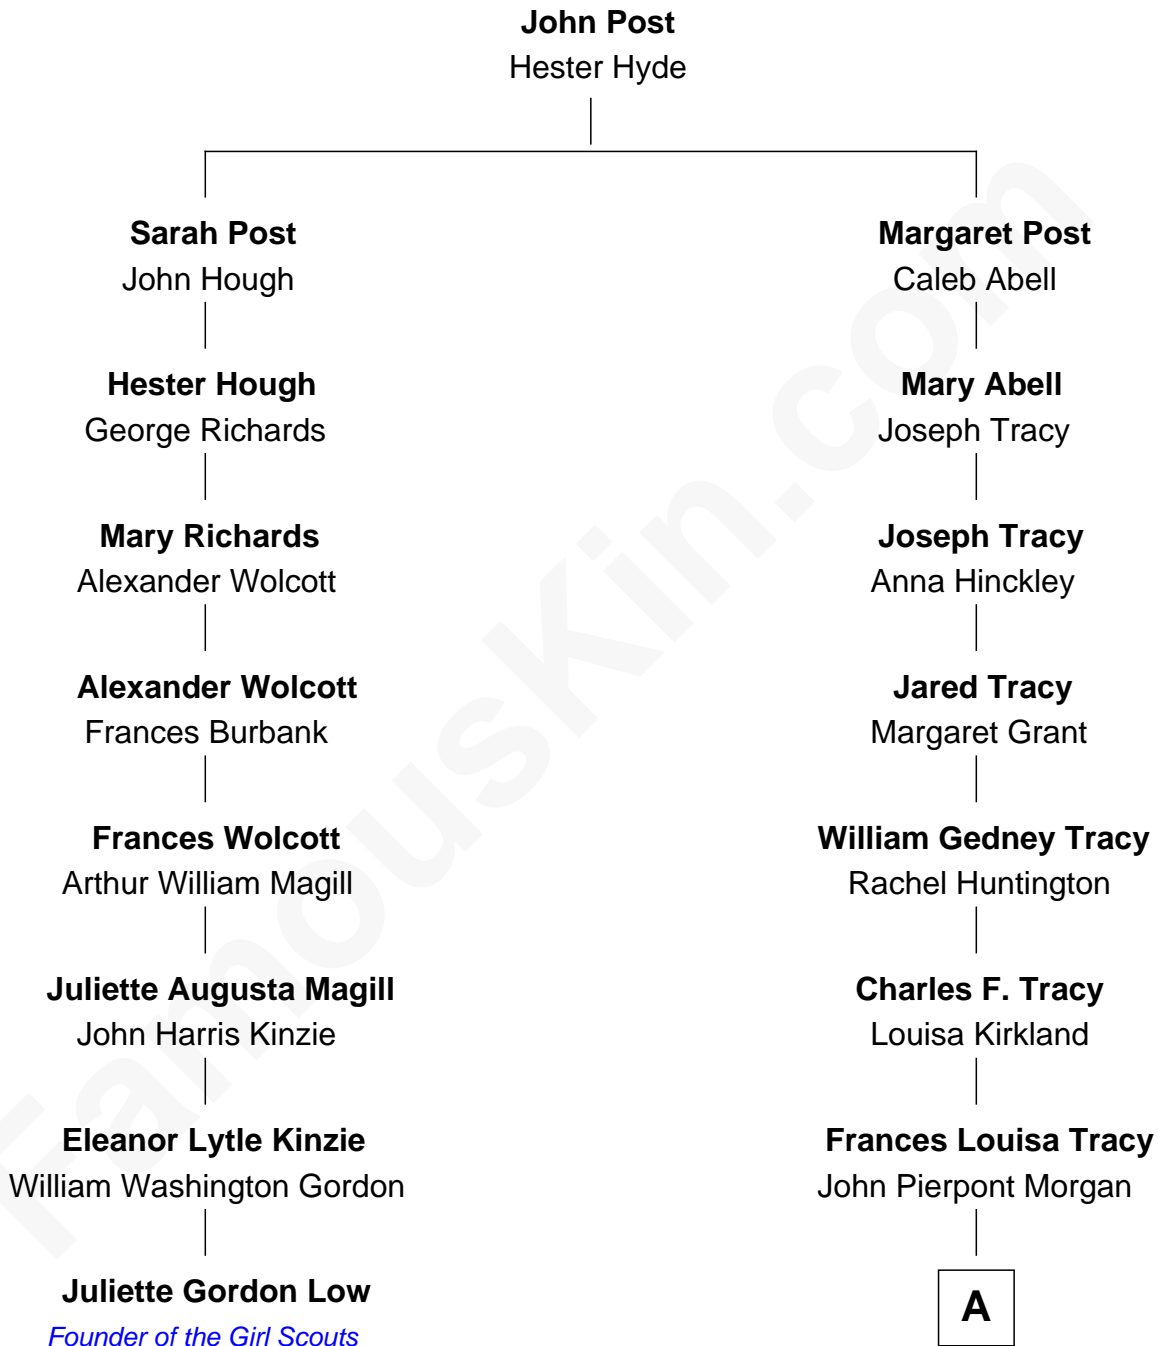 John Post
Hester Hyde
Sarah Post
John Hough
Hester Hough
George Richards
Mary Richards
Alexander Wolcott
Alexander Wolcott
Frances Burbank
Frances Wolcott
Arthur William Magill
Juliette Augusta Magill
John Harris Kinzie
Eleanor Lytle Kinzie
William Washington Gordon
Juliette Gordon Low
Founder of the Girl Scouts
Margaret Post
Caleb Abell
Mary Abell
Joseph Tracy
Joseph Tracy
Anna Hinckley
Jared Tracy
Margaret Grant
William Gedney Tracy
Rachel Huntington
Charles F. Tracy
Louisa Kirkland
Frances Louisa Tracy
John Pierpont Morgan
A
FamousKin.com